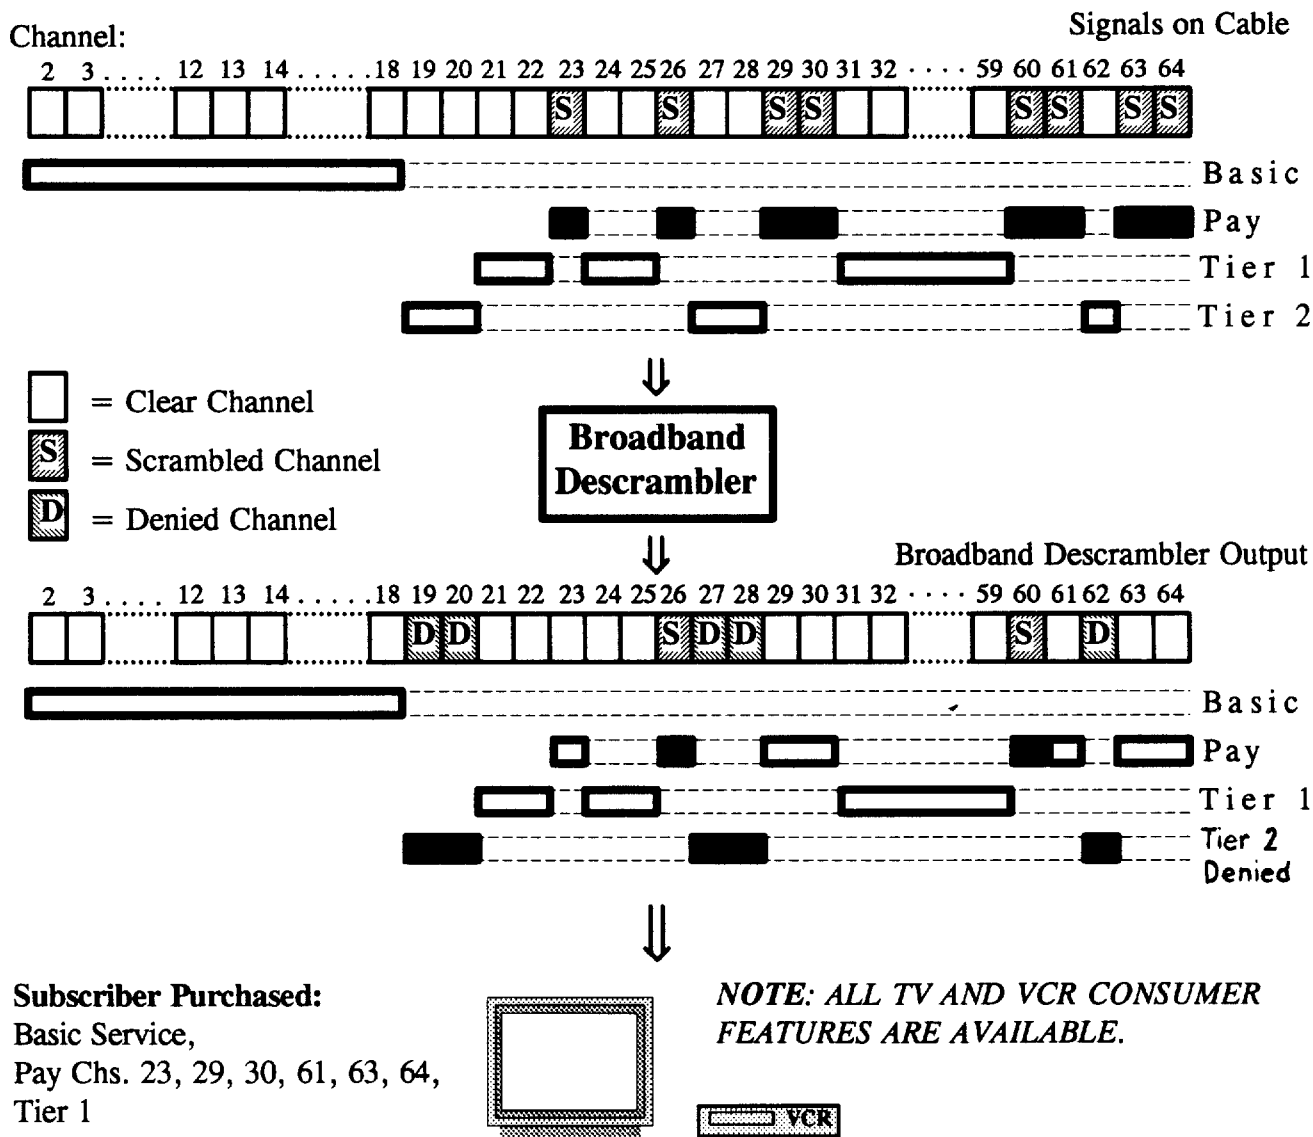 Channel:
Signals on Cable
2 3 . . . . 12 13 14 . . . . . . 18 19 20 21 22 23 24 25 26 27 28 29 30 31 32 . . . . 59 60 61 62 63 64
S S S S S S S S
Basic
Pay
Tier 1
Tier 2
= Clear Channel
S = Scrambled Channel
D = Denied Channel
Broadband
Descrambler
Broadband Descrambler Output
2 3 . . . . 12 13 14 . . . . . . 18 19 20 21 22 23 24 25 26 27 28 29 30 31 32 . . . . 59 60 61 62 63 64
D D S D D S D
Basic
Pay
Tier 1
Tier 2
Denied
Subscriber Purchased:
Basic Service,
Pay Chs. 23, 29, 30, 61, 63, 64,
Tier 1
NOTE: ALL TV AND VCR CONSUMER
FEATURES ARE AVAILABLE.
VCR